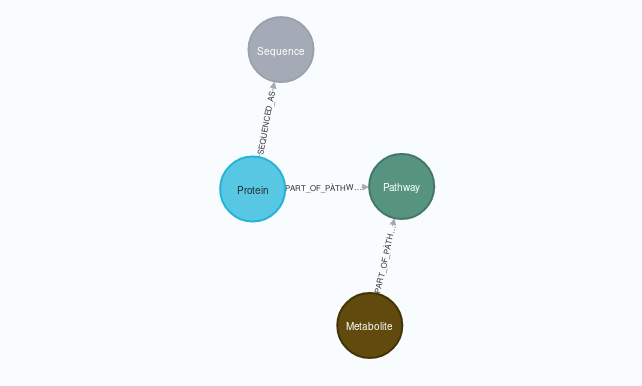 Sequence
SEQUENCED_AS
Protein
PART_OF_PATHW…
Pathway
PART_OF_PATH…
Metabolite